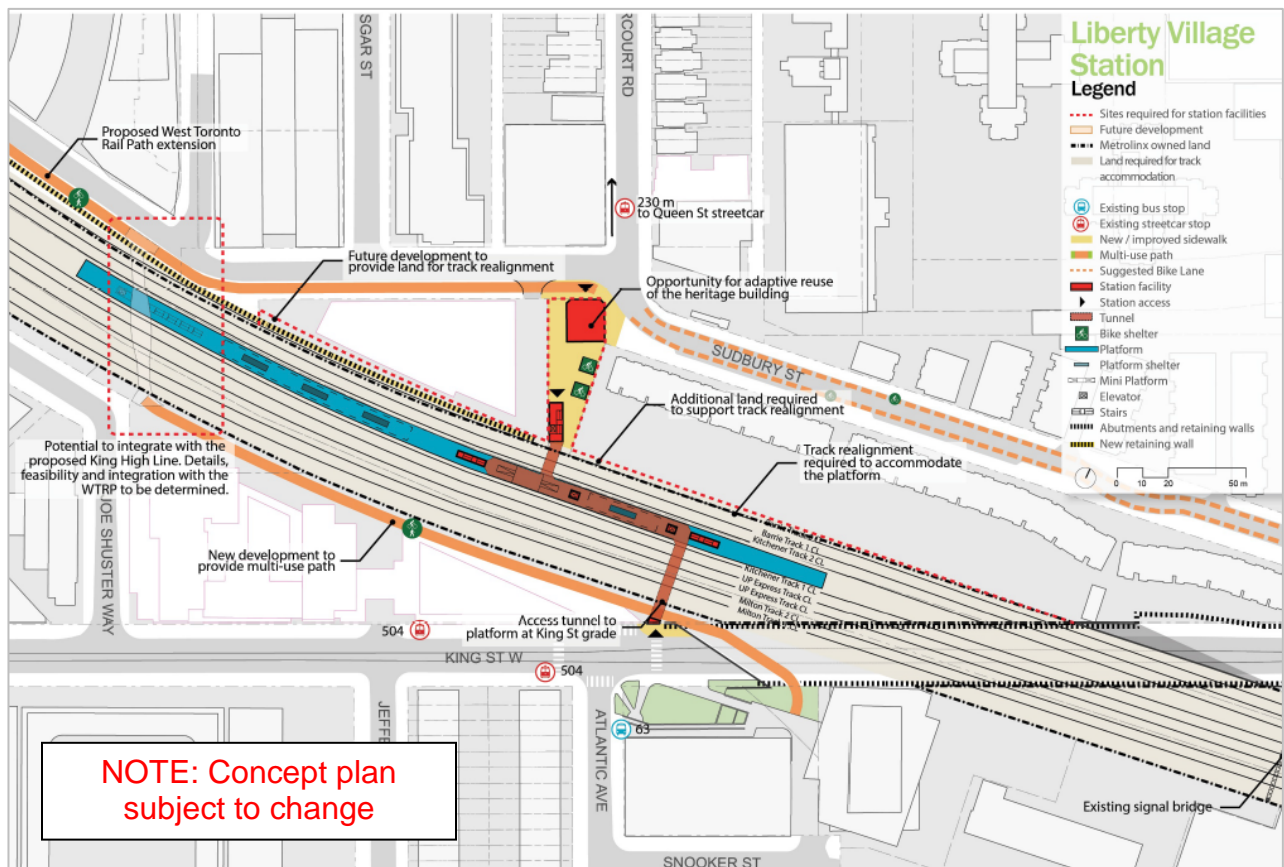 Liberty Village
Station
Legend
Sites required for station facilities
Future development
Metrolinx owned land
Land required for track
accommodation
Existing bus stop
Existing streetcar stop
New / improved sidewalk
Multi-use path
Suggested Bike Lane
Station facility
Station access
Tunnel
Bike shelter
Platform
Platform shelter
Mini Platform
Elevator
Stairs
Abutments and retaining walls
New retaining wall
0 10 20 50 m
SGAR ST
RCOURT RD
Proposed West Toronto
Rail Path extension
230 m
to Queen St streetcar
Future development to
provide land for track realignment
Opportunity for adaptive reuse
of the heritage building
SUDBURY ST
Additional land required
to support track realignment
Track realignment
required to accommodate
the platform
Potential to integrate with the
proposed King High Line. Details,
feasibility and integration with the
WTRP to be determined.
JOE SHUSTER WAY
New development to
provide multi-use path
Barrie Track 1 CL
Kitchener Track 2 CL
Kitchener Track 1 CL
UP Express Track CL
UP Express Track CL
Milton Track 2 CL
Milton Track
Access tunnel to
platform at King St grade
504
KING ST W
504
JEFFE
ATLANTIC AVE
63
NOTE: Concept plan
subject to change
Existing signal bridge
SNOOKER ST